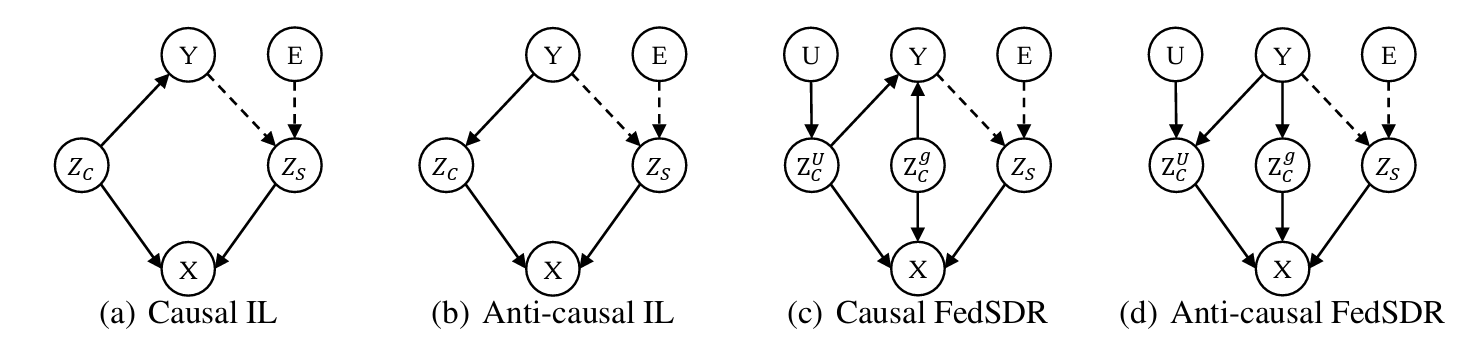 Y E Y E U Y E U Y E
Z_C Z_S Z_C Z_S Z_C^U Z_C^g Z_S Z_C^U Z_C^g Z_S
X X X X
(a) Causal IL (b) Anti-causal IL (c) Causal FedSDR (d) Anti-causal FedSDR